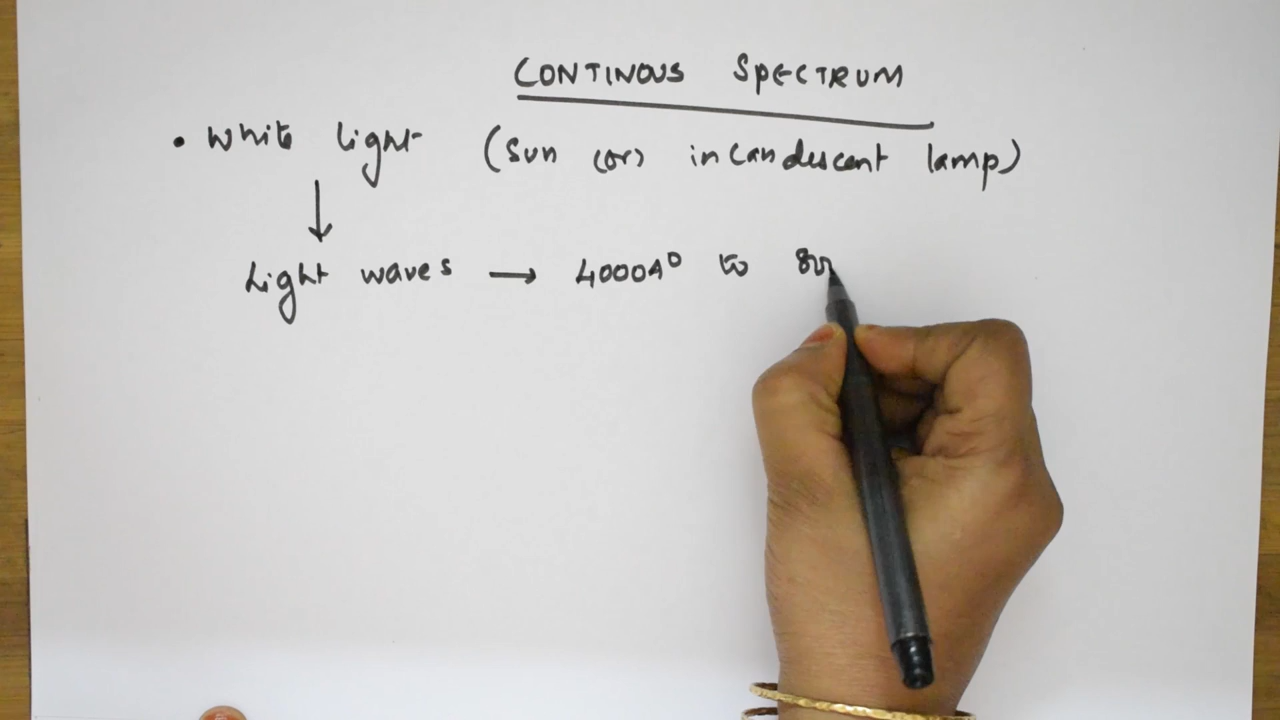 CONTINOUS SPECTRUM
• White light (Sun (or) incandescent lamp)
↓
Light waves → 4000A° to